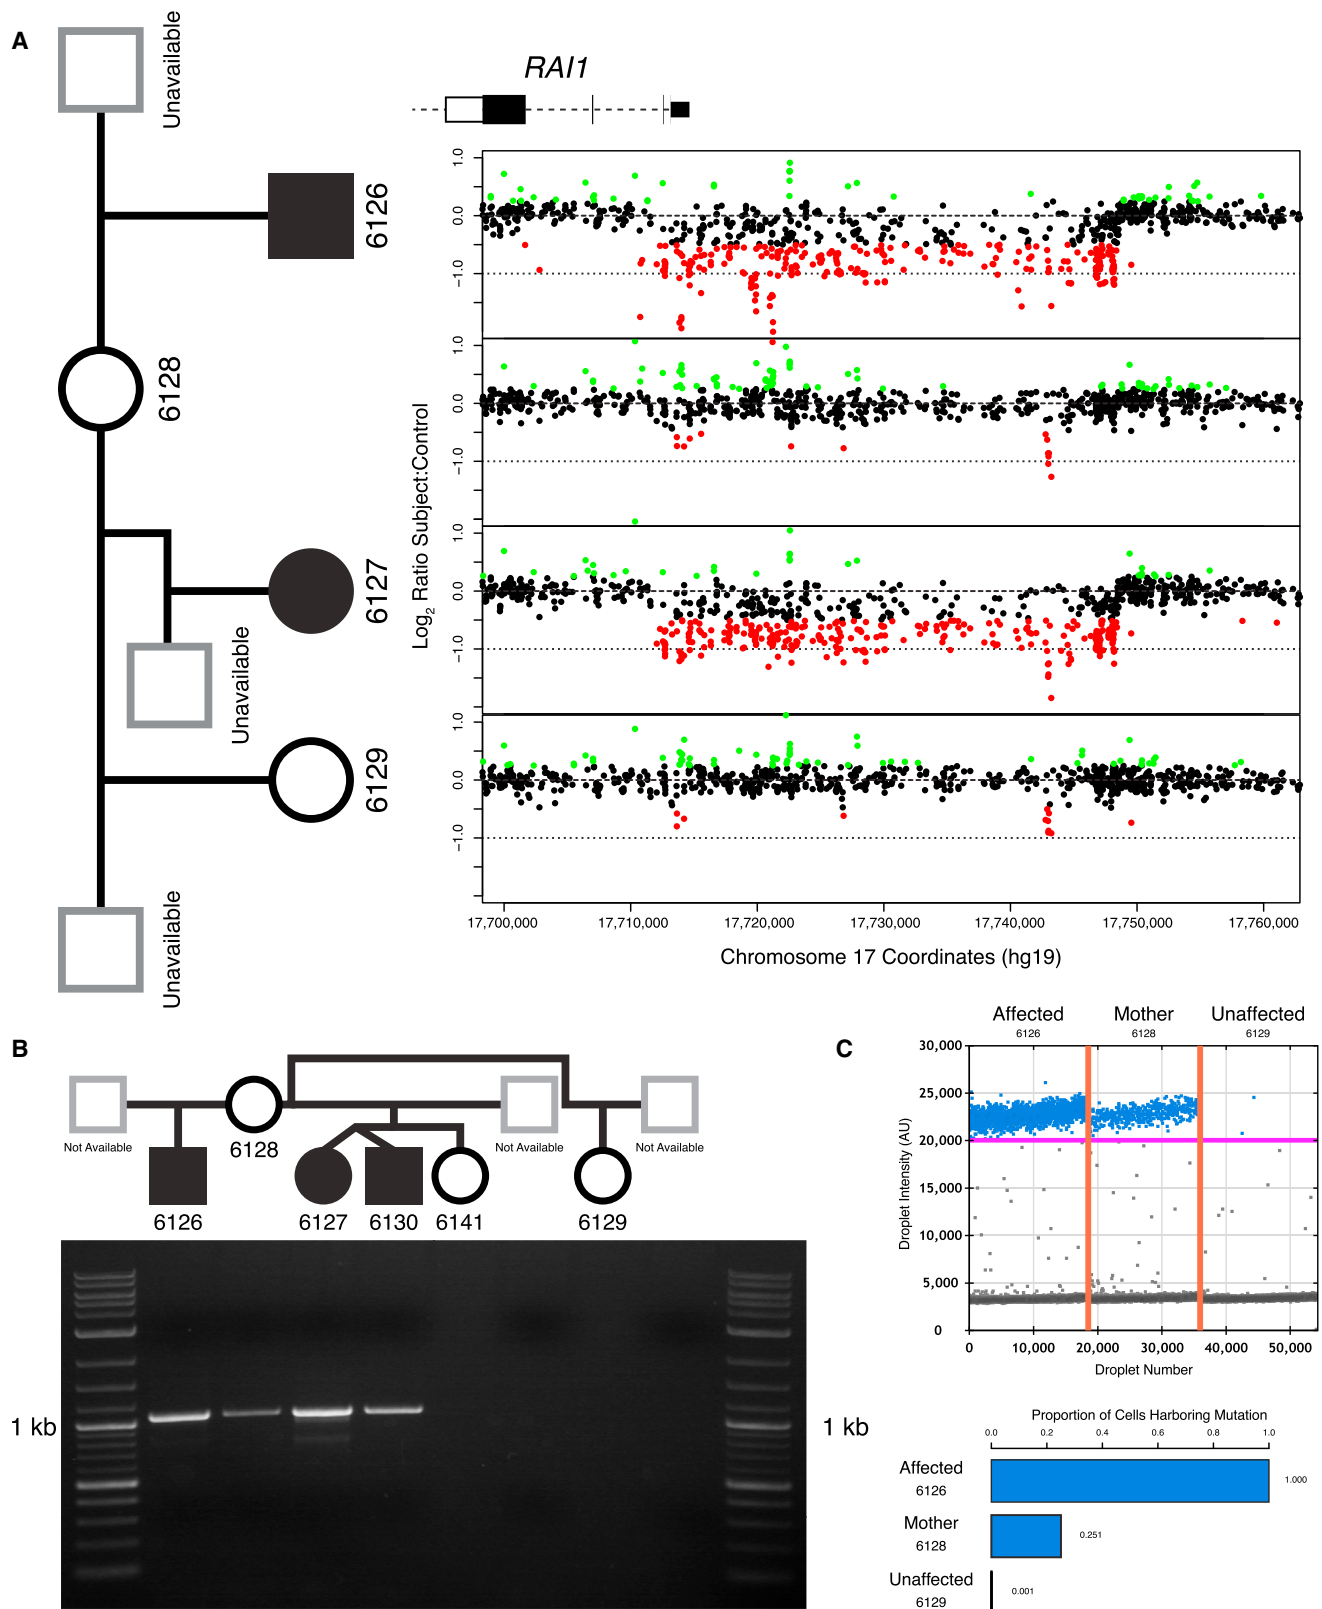 A
Unavailable
6126
6128
6127
Unavailable
6129
Unavailable
RAI1
Log2 Ratio Subject:Control
1.0
0.0
−1.0
1.0
0.0
−1.0
1.0
0.0
−1.0
1.0
0.0
−1.0
17,700,000 17,710,000 17,720,000 17,730,000 17,740,000 17,750,000 17,760,000
Chromosome 17 Coordinates (hg19)
B
Not Available
6128
Not Available
Not Available
6126 6127 6130 6141 6129
1 kb
1 kb
C
Affected Mother Unaffected
6126 6128 6129
Droplet Intensity (AU)
30,000
25,000
20,000
15,000
10,000
5,000
0
0 10,000 20,000 30,000 40,000 50,000
Droplet Number
Proportion of Cells Harboring Mutation
0.0 0.2 0.4 0.6 0.8 1.0
Affected
6126
1.000
Mother
6128
0.251
Unaffected
6129
0.001